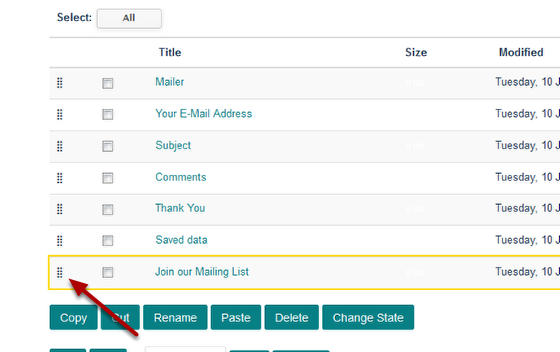 Select: All
Title Size Modified
Mailer Tuesday, 10 J
Your E-Mail Address Tuesday, 10 J
Subject Tuesday, 10 J
Comments Tuesday, 10 J
Thank You Tuesday, 10 J
Saved data Tuesday, 10 J
Join our Mailing List Tuesday, 10 J
Copy Cut Rename Paste Delete Change State